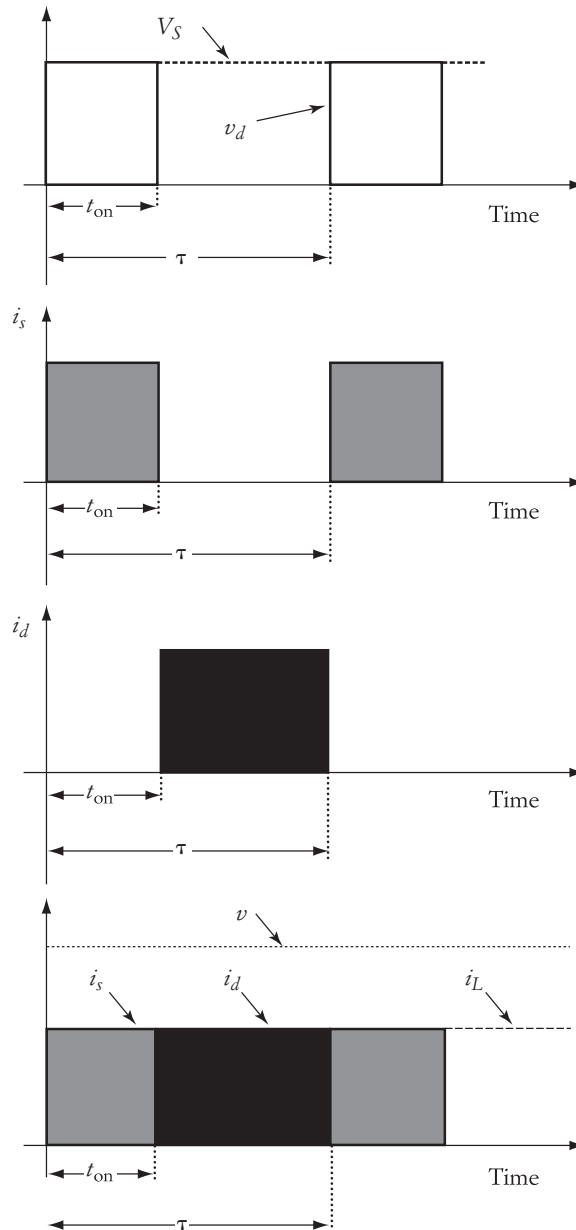 V_S
v_d
t_on
Time
τ
i_s
t_on
Time
τ
i_d
t_on
Time
τ
v
i_s i_d i_L
t_on
Time
τ